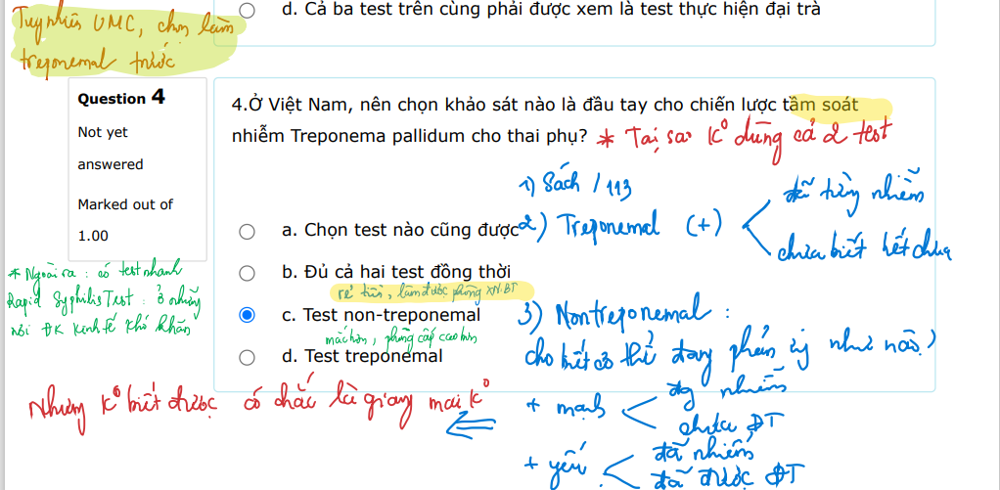 d. Cả ba test trên cùng phải được xem là test thực hiện đại trà
Tuy nhiên UMC, chọn làm
treponemal trước
Question 4
Not yet
answered
Marked out of
1.00
4.Ở Việt Nam, nên chọn khảo sát nào là đầu tay cho chiến lược tầm soát
nhiễm Treponema pallidum cho thai phụ? * Tại sao K° dùng cả 2 test
1) Sách / 113
a. Chọn test nào cũng được
2) Treponemal (+)
đã từng nhiễm
chưa biết hết chưa
b. Đủ cả hai test đồng thời
rẻ tiền, làm được phòng XN BT
c. Test non-treponemal
mắc hơn, phòng cấp cao hơn
d. Test treponemal
* Ngoài ra : có test nhanh
Rapid Syphilis Test : ở những
nơi ĐK kinh tế khó khăn
3) Nontreponemal :
cho biết cơ thể đang phản ứ như nào?
+ mạnh
đg nhiễm
chưa ĐT
+ yếu
đã nhiễm
đã được ĐT
Nhưng K° biết được có chắc là giang mai K°